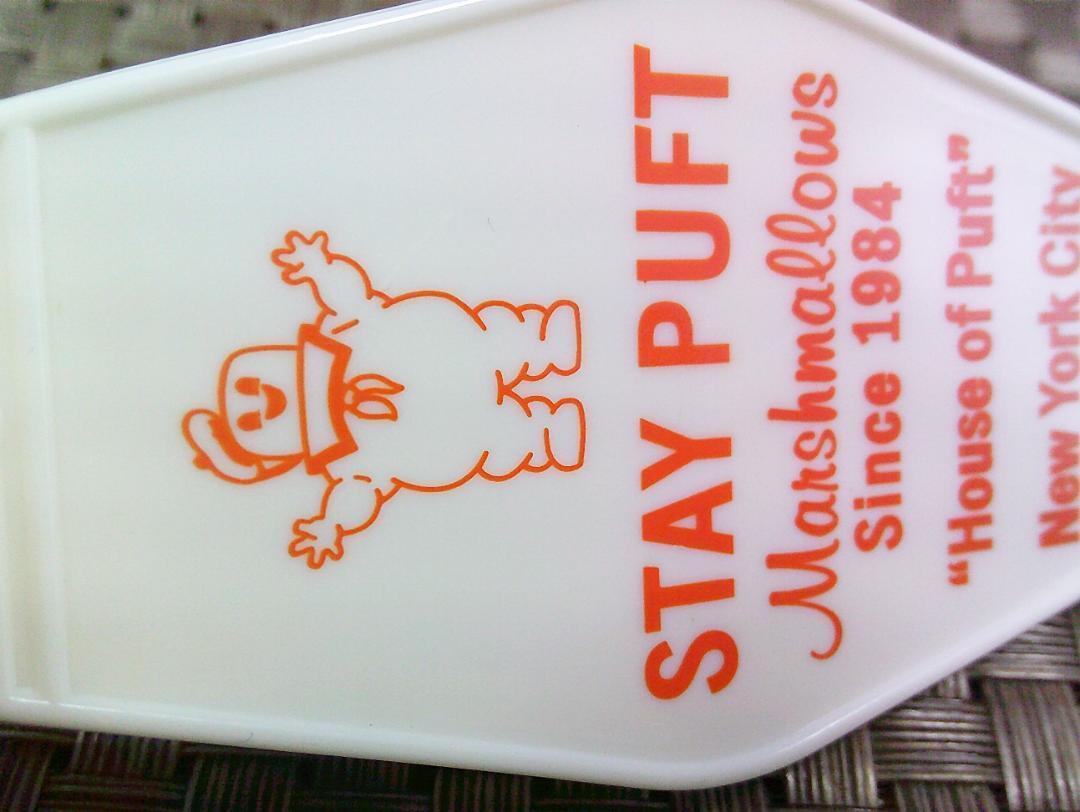 STAY PUFT
Marshmallows
Since 1984
“House of Puft”
New York City